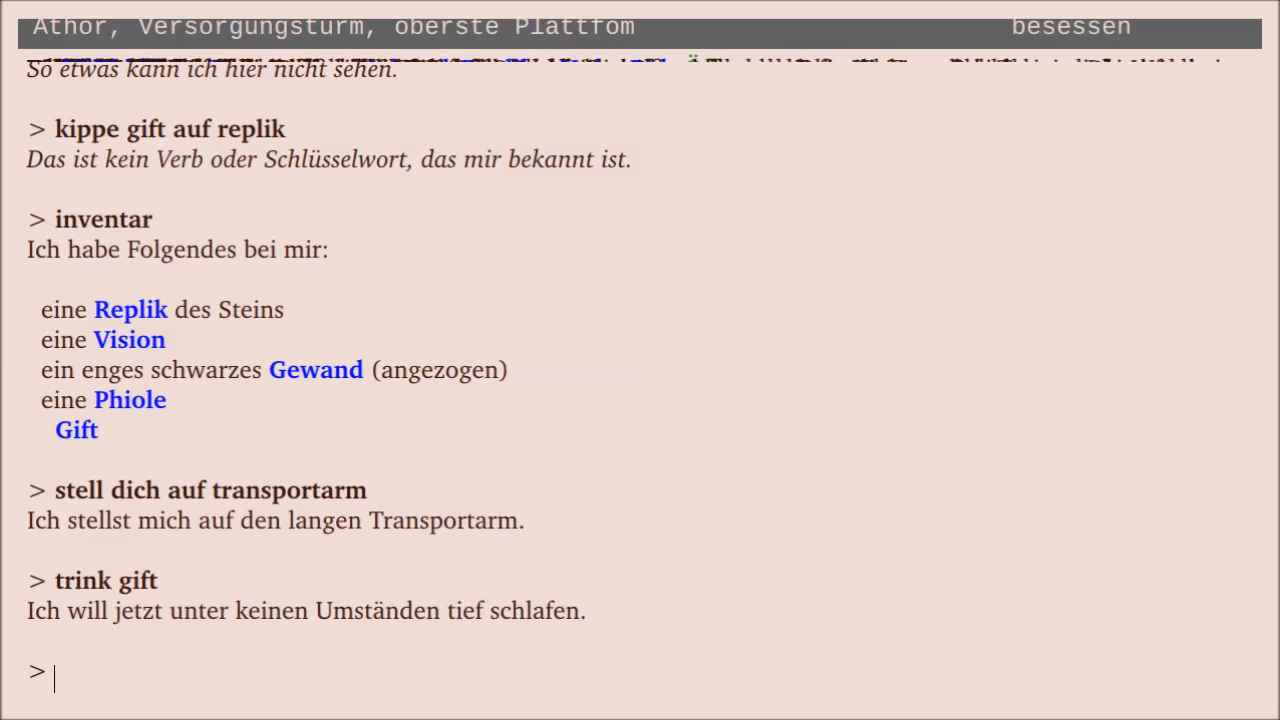 Athor, Versorgungsturm, oberste Plattfom besessen
So etwas kann ich hier nicht sehen.
> kippe gift auf replik
Das ist kein Verb oder Schlüsselwort, das mir bekannt ist.
> inventar
Ich habe Folgendes bei mir:
eine Replik des Steins
eine Vision
ein enges schwarzes Gewand (angezogen)
eine Phiole
Gift
> stell dich auf transportarm
Ich stellst mich auf den langen Transportarm.
> trink gift
Ich will jetzt unter keinen Umständen tief schlafen.
>